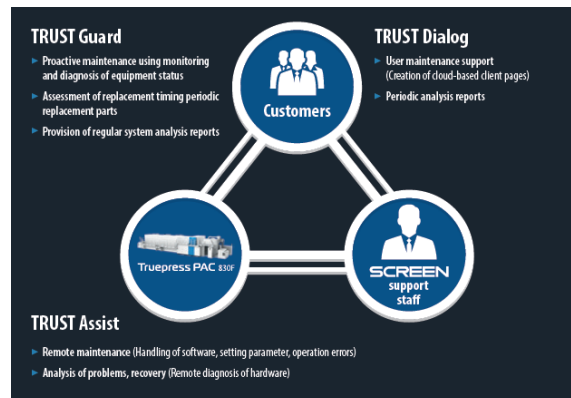 TRUST Guard
► Proactive maintenance using monitoring
and diagnosis of equipment status
► Assessment of replacement timing periodic
replacement parts
► Provision of regular system analysis reports
TRUST Dialog
► User maintenance support
(Creation of cloud-based client pages)
► Periodic analysis reports
Customers
Truepress PAC 830F
SCREEN
support
staff
TRUST Assist
► Remote maintenance (Handling of software, setting parameter, operation errors)
► Analysis of problems, recovery (Remote diagnosis of hardware)